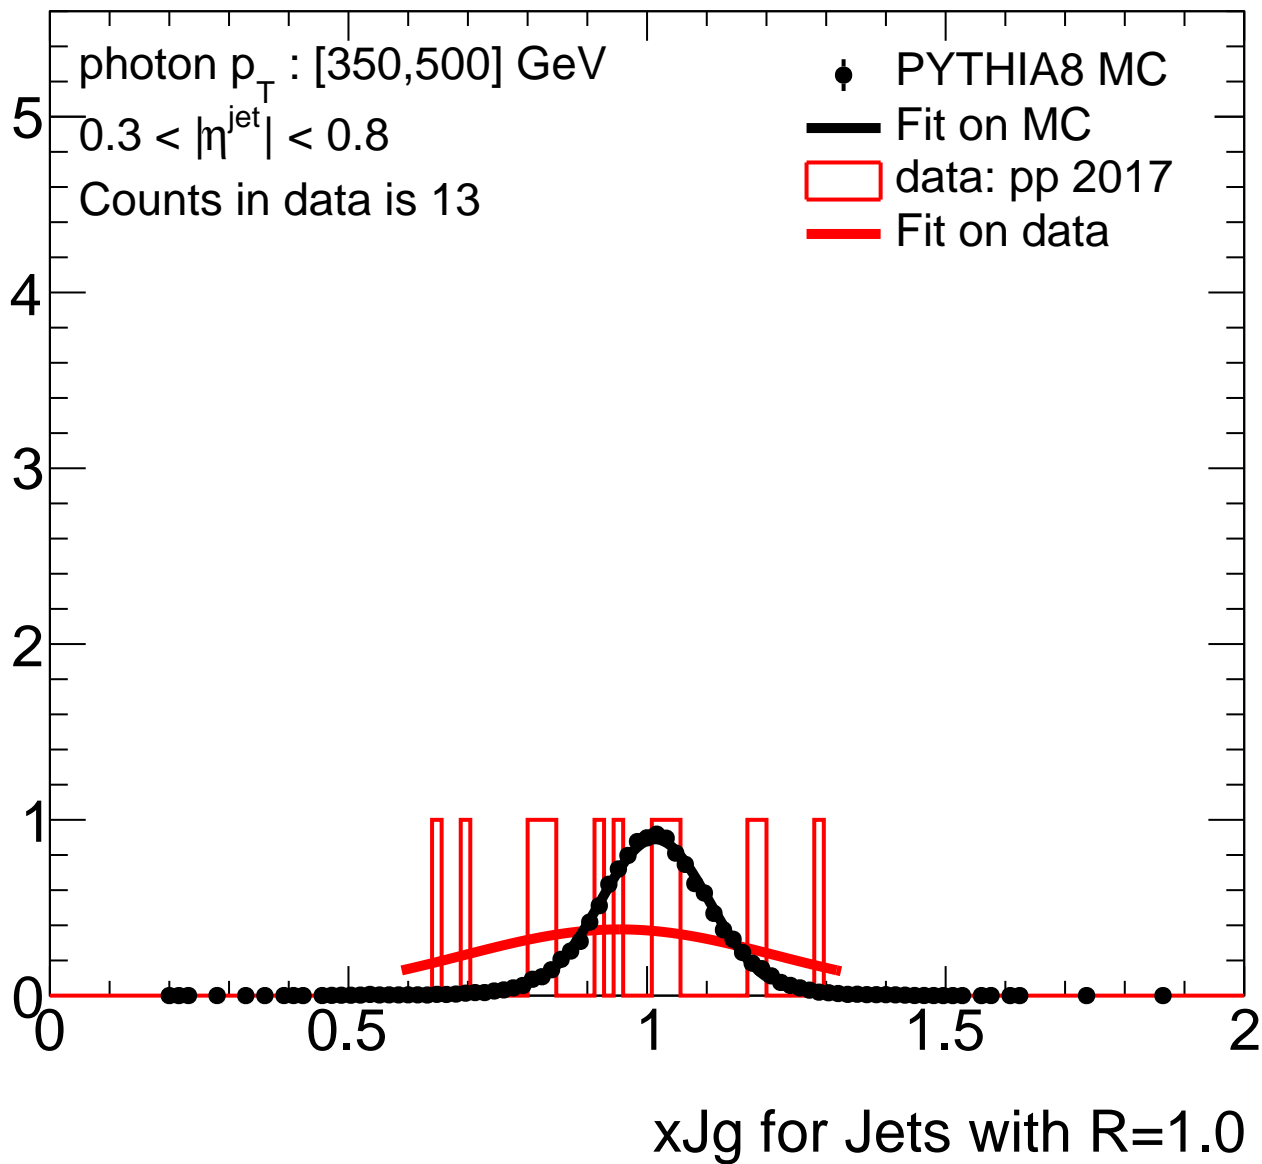 photon p_T : [350,500] GeV
0.3 < |η^jet| < 0.8
Counts in data is 13
PYTHIA8 MC
Fit on MC
data: pp 2017
Fit on data
5
4
3
2
1
0
0 0.5 1 1.5 2
xJg for Jets with R=1.0